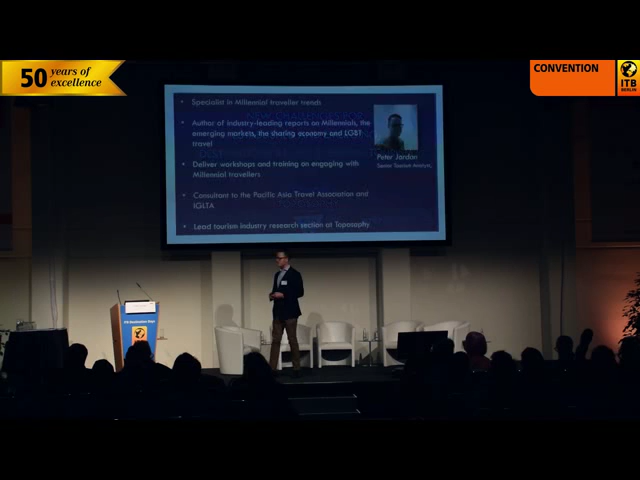 50 years of
excellence
CONVENTION
ITB
BERLIN
• Specialist in Millennial traveller trends
• Author of industry-leading reports on Millennials, the
emerging markets, the sharing economy and LGBT
travel
• Deliver workshops and training on engaging with
Millennial travellers
• Consultant to the Pacific Asia Travel Association and
IGLTA
• Lead tourism industry research section at Toposophy
Peter Jordan
Senior Tourism Analyst,